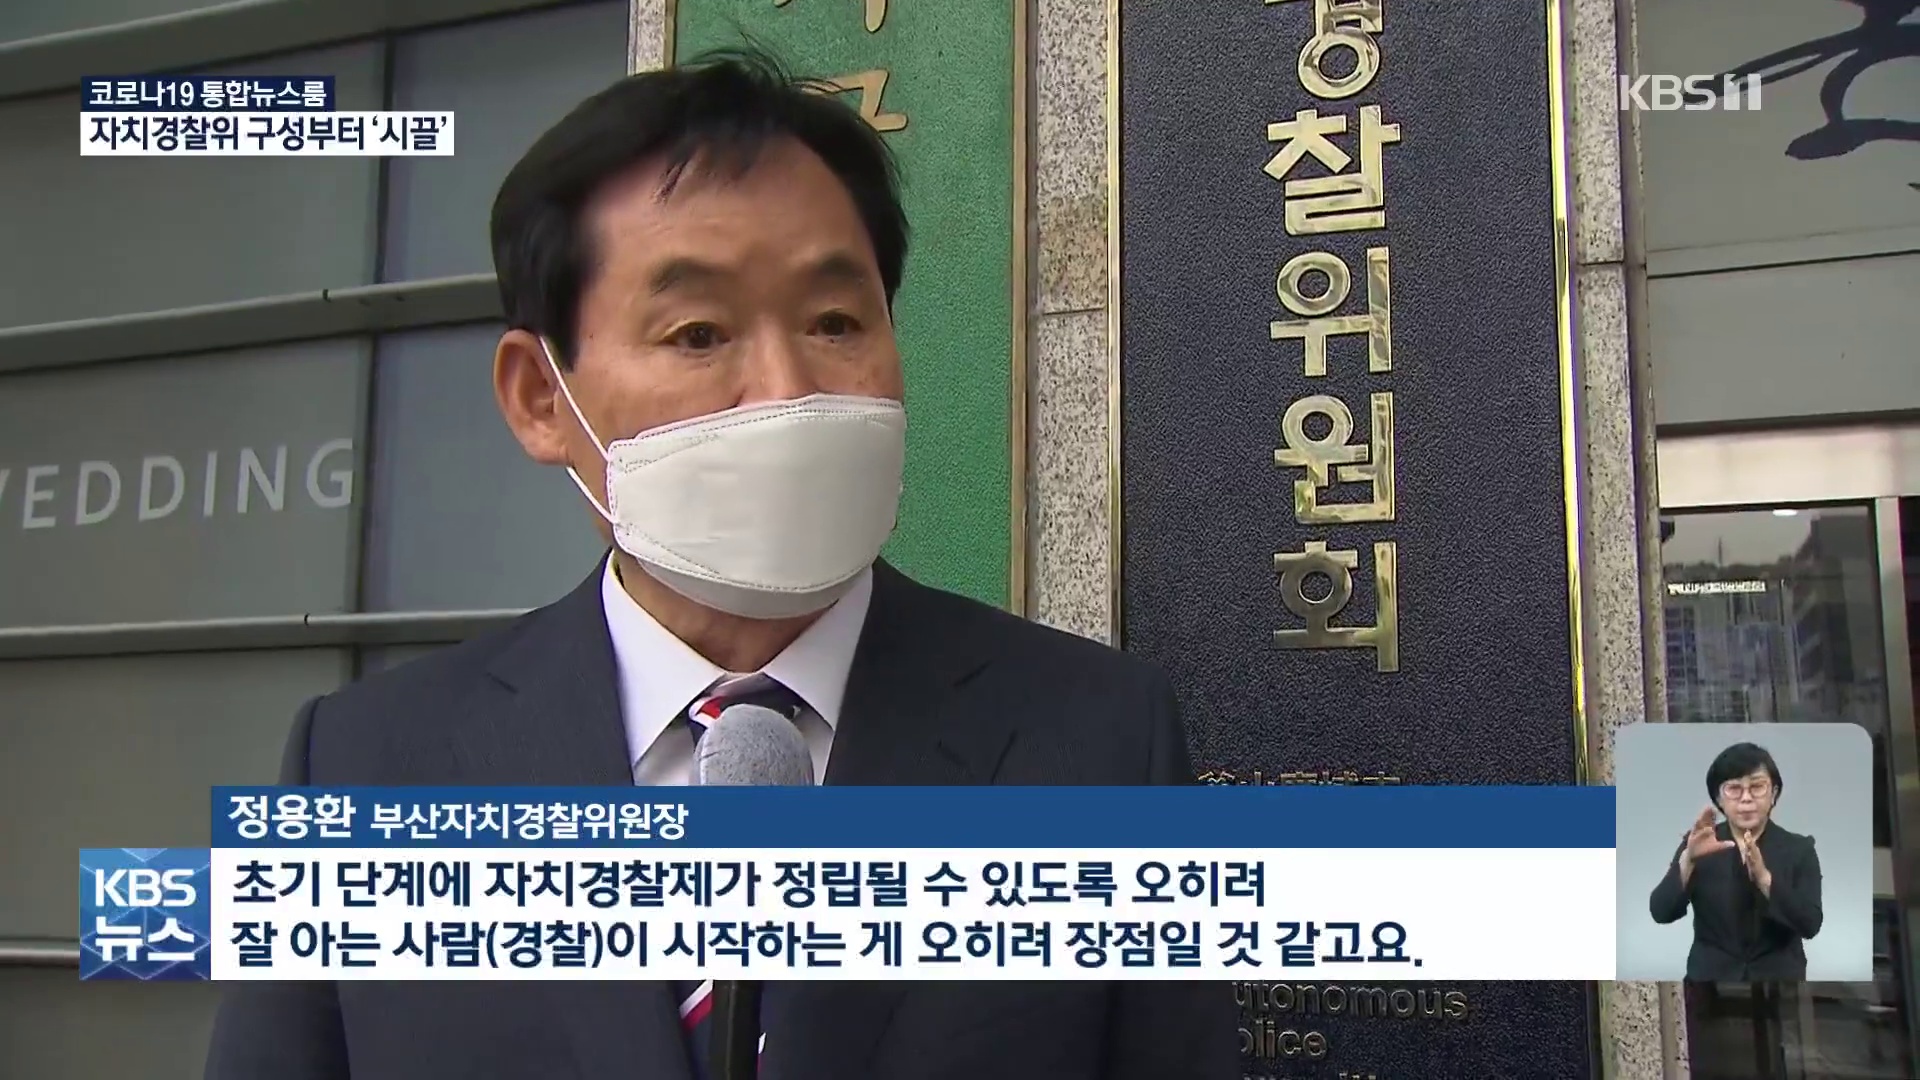 코로나19 통합뉴스룸
자치경찰위 구성부터 ‘시끌’
KBS 1
찰위원회
WEDDING
정용환 부산자치경찰위원장
KBS
뉴스
초기 단계에 자치경찰제가 정립될 수 있도록 오히려
잘 아는 사람(경찰)이 시작하는 게 오히려 장점일 것 같고요.
utonomous
olice